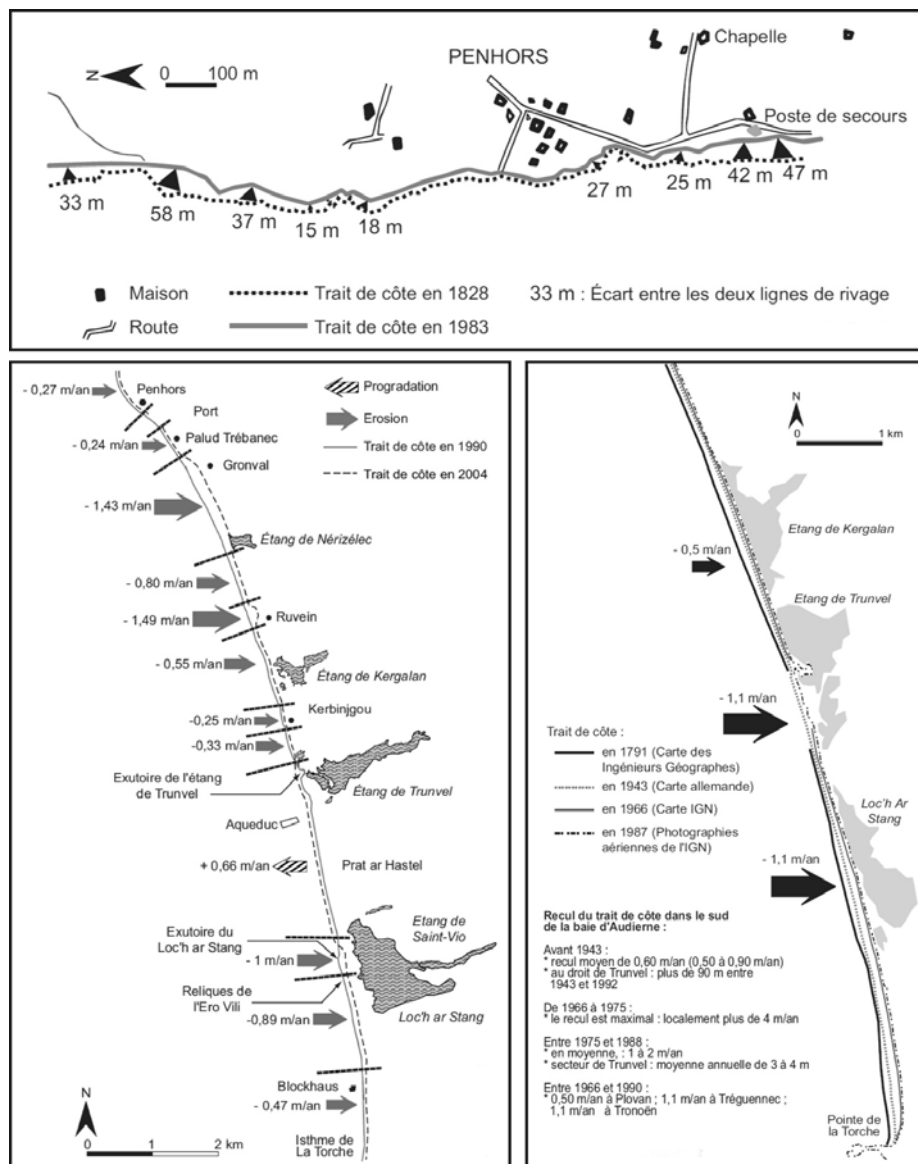 N
0 100 m
PENHORS
Chapelle
Poste de secours
33 m
58 m
37 m
15 m
18 m
27 m
25 m
42 m
47 m
Maison
Trait de côte en 1828
33 m : Écart entre les deux lignes de rivage
Route
Trait de côte en 1983
- 0,27 m/an
Penhors
Port
- 0,24 m/an
Palud Trébanec
Gronval
- 1,43 m/an
Étang de Nérizélec
- 0,80 m/an
- 1,49 m/an
Ruvein
- 0,55 m/an
Étang de Kergalan
Kerbinjgou
-0,25 m/an
-0,33 m/an
Exutoire de l'étang
de Trunvel
Étang de Trunvel
Aqueduc
+ 0,66 m/an
Prat ar Hastel
Exutoire du
Loc'h ar Stang
Etang de
Saint-Vio
- 1 m/an
Reliques de
l'Ero Vili
Loc'h ar Stang
-0,89 m/an
Blockhaus
- 0,47 m/an
Isthme de
La Torche
N
0 1 2 km
Progradation
Erosion
Trait de côte en 1990
Trait de côte en 2004
N
0 1 km
Etang de Kergalan
- 0,5 m/an
Etang de Trunvel
- 1,1 m/an
Trait de côte :
en 1791 (Carte des
Ingénieurs Géographes)
en 1943 (Carte allemande)
en 1966 (Carte IGN)
en 1987 (Photographies
aériennes de l'IGN)
Loc'h Ar
Stang
- 1,1 m/an
Recul du trait de côte dans le sud
de la baie d'Audierne :
Avant 1943 :
* recul moyen de 0,60 m/an (0,50 à 0,90 m/an)
* au droit de Trunvel : plus de 90 m entre
1943 et 1992
De 1966 à 1975 :
* le recul est maximal : localement plus de 4 m/an
Entre 1975 et 1988 :
* en moyenne, : 1 à 2 m/an
* secteur de Trunvel : moyenne annuelle de 3 à 4 m
Entre 1966 et 1990 :
* 0,50 m/an à Plovan ; 1,1 m/an à Tréguennec ;
1,1 m/an à Tronoën
Pointe de
la Torche